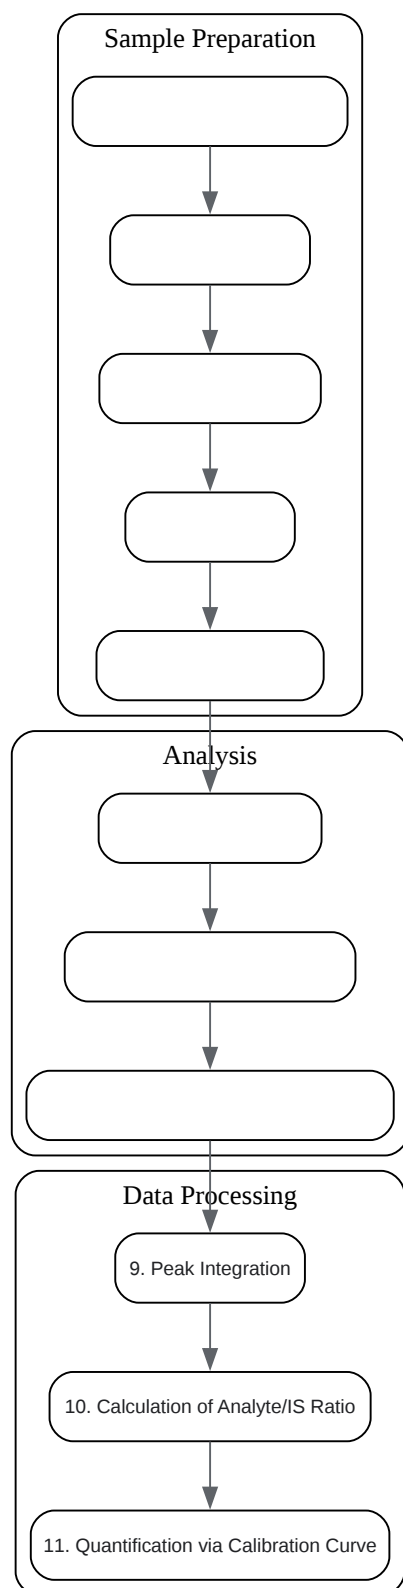 Sample Preparation
Analysis
Data Processing
9. Peak Integration
10. Calculation of Analyte/IS Ratio
11. Quantification via Calibration Curve